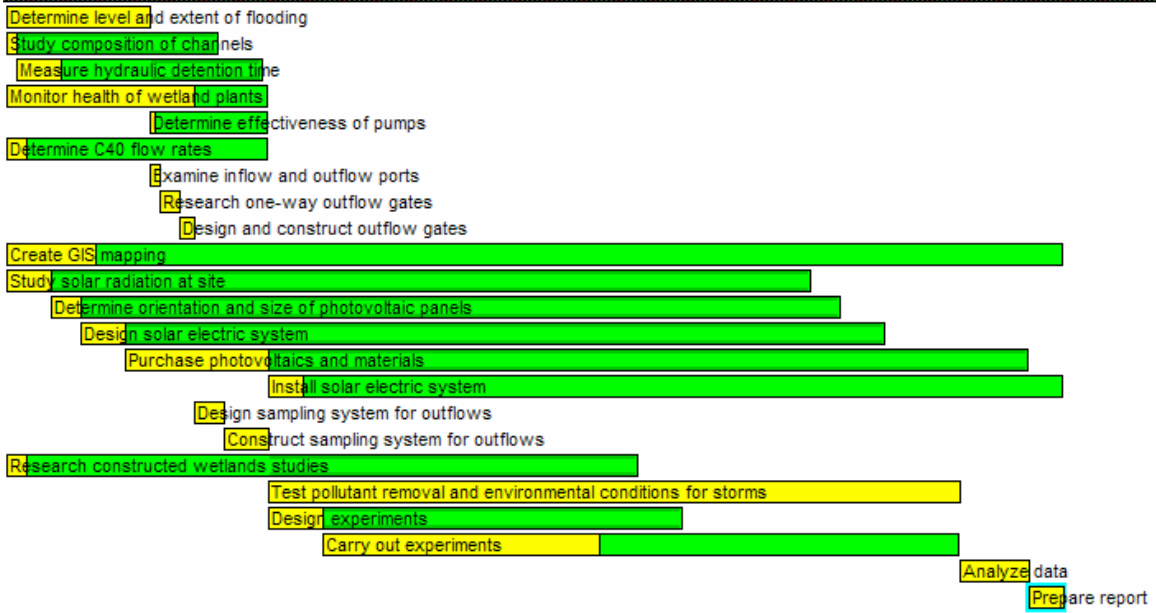 Determine level and extent of flooding
Study composition of channels
Measure hydraulic detention time
Monitor health of wetland plants
Determine effectiveness of pumps
Determine C40 flow rates
Examine inflow and outflow ports
Research one-way outflow gates
Design and construct outflow gates
Create GIS mapping
Study solar radiation at site
Determine orientation and size of photovoltaic panels
Design solar electric system
Purchase photovoltaics and materials
Install solar electric system
Design sampling system for outflows
Construct sampling system for outflows
Research constructed wetlands studies
Test pollutant removal and environmental conditions for storms
Design experiments
Carry out experiments
Analyze data
Prepare report